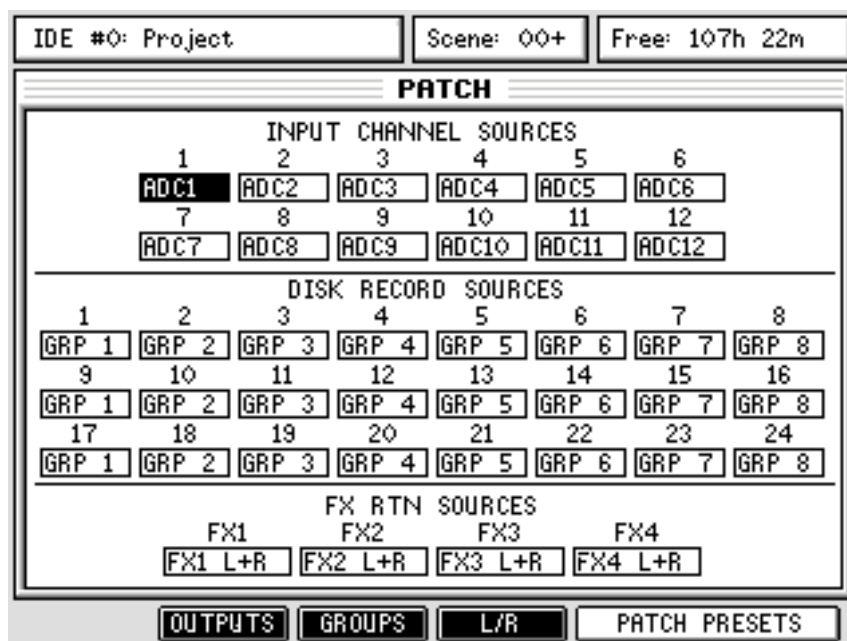 IDE #0: Project Scene: 00+ Free: 107h 22m
PATCH
INPUT CHANNEL SOURCES
1 2 3 4 5 6
ADC1 ADC2 ADC3 ADC4 ADC5 ADC6
7 8 9 10 11 12
ADC7 ADC8 ADC9 ADC10 ADC11 ADC12
DISK RECORD SOURCES
1 2 3 4 5 6 7 8
GRP 1 GRP 2 GRP 3 GRP 4 GRP 5 GRP 6 GRP 7 GRP 8
9 10 11 12 13 14 15 16
GRP 1 GRP 2 GRP 3 GRP 4 GRP 5 GRP 6 GRP 7 GRP 8
17 18 19 20 21 22 23 24
GRP 1 GRP 2 GRP 3 GRP 4 GRP 5 GRP 6 GRP 7 GRP 8
FX RTN SOURCES
FX1 FX2 FX3 FX4
FX1 L+R FX2 L+R FX3 L+R FX4 L+R
OUTPUTS GROUPS L/R PATCH PRESETS